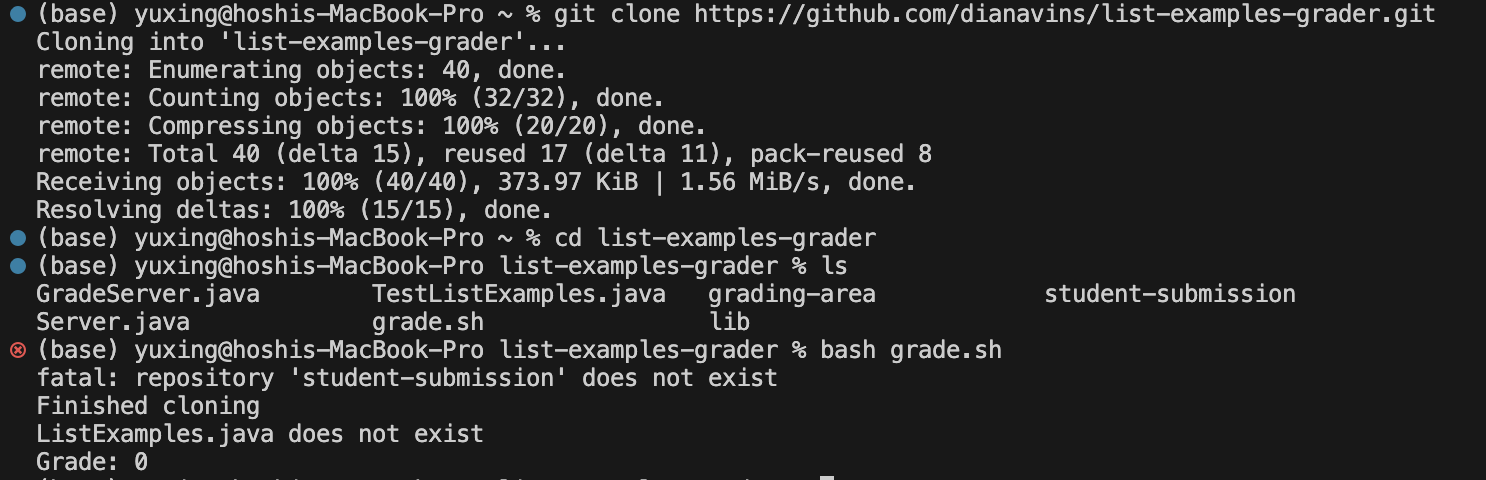 (base) yuxing@hoshis-MacBook-Pro ~ % git clone https://github.com/dianavins/list-examples-grader.git
Cloning into 'list-examples-grader'...
remote: Enumerating objects: 40, done.
remote: Counting objects: 100% (32/32), done.
remote: Compressing objects: 100% (20/20), done.
remote: Total 40 (delta 15), reused 17 (delta 11), pack-reused 8
Receiving objects: 100% (40/40), 373.97 KiB | 1.56 MiB/s, done.
Resolving deltas: 100% (15/15), done.
(base) yuxing@hoshis-MacBook-Pro ~ % cd list-examples-grader
(base) yuxing@hoshis-MacBook-Pro list-examples-grader % ls
GradeServer.java TestListExamples.java grading-area student-submission
Server.java grade.sh lib
(base) yuxing@hoshis-MacBook-Pro list-examples-grader % bash grade.sh
fatal: repository 'student-submission' does not exist
Finished cloning
ListExamples.java does not exist
Grade: 0